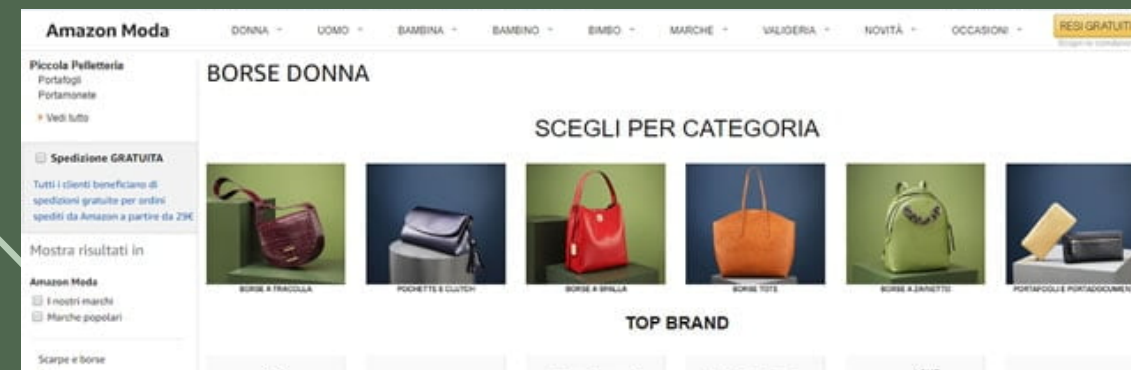 Amazon Moda
DONNA
UOMO
BAMBINA
BAMBINO
BIMBO
MARCHE
VALIGERIA
NOVITÀ
OCCASIONI
RESI GRATUITI
Piccola Pelletteria
Portafogli
Portamonete
Vedi tutto
Spedizione GRATUITA
Tutti i clienti beneficiano di
spedizioni gratuite per ordini
spediti da Amazon a partire da 29€
Mostra risultati in
Amazon Moda
I nostri marchi
Marche popolari
Scarpe e borse
BORSE DONNA
SCEGLI PER CATEGORIA
BORSE A TRACOLLA
POCHETTE E CLUTCH
BORSE A SPALLA
BORSE TOTE
BORSE A ZAINETTO
PORTAFOGLI E PORTADOCUMEN
TOP BRAND